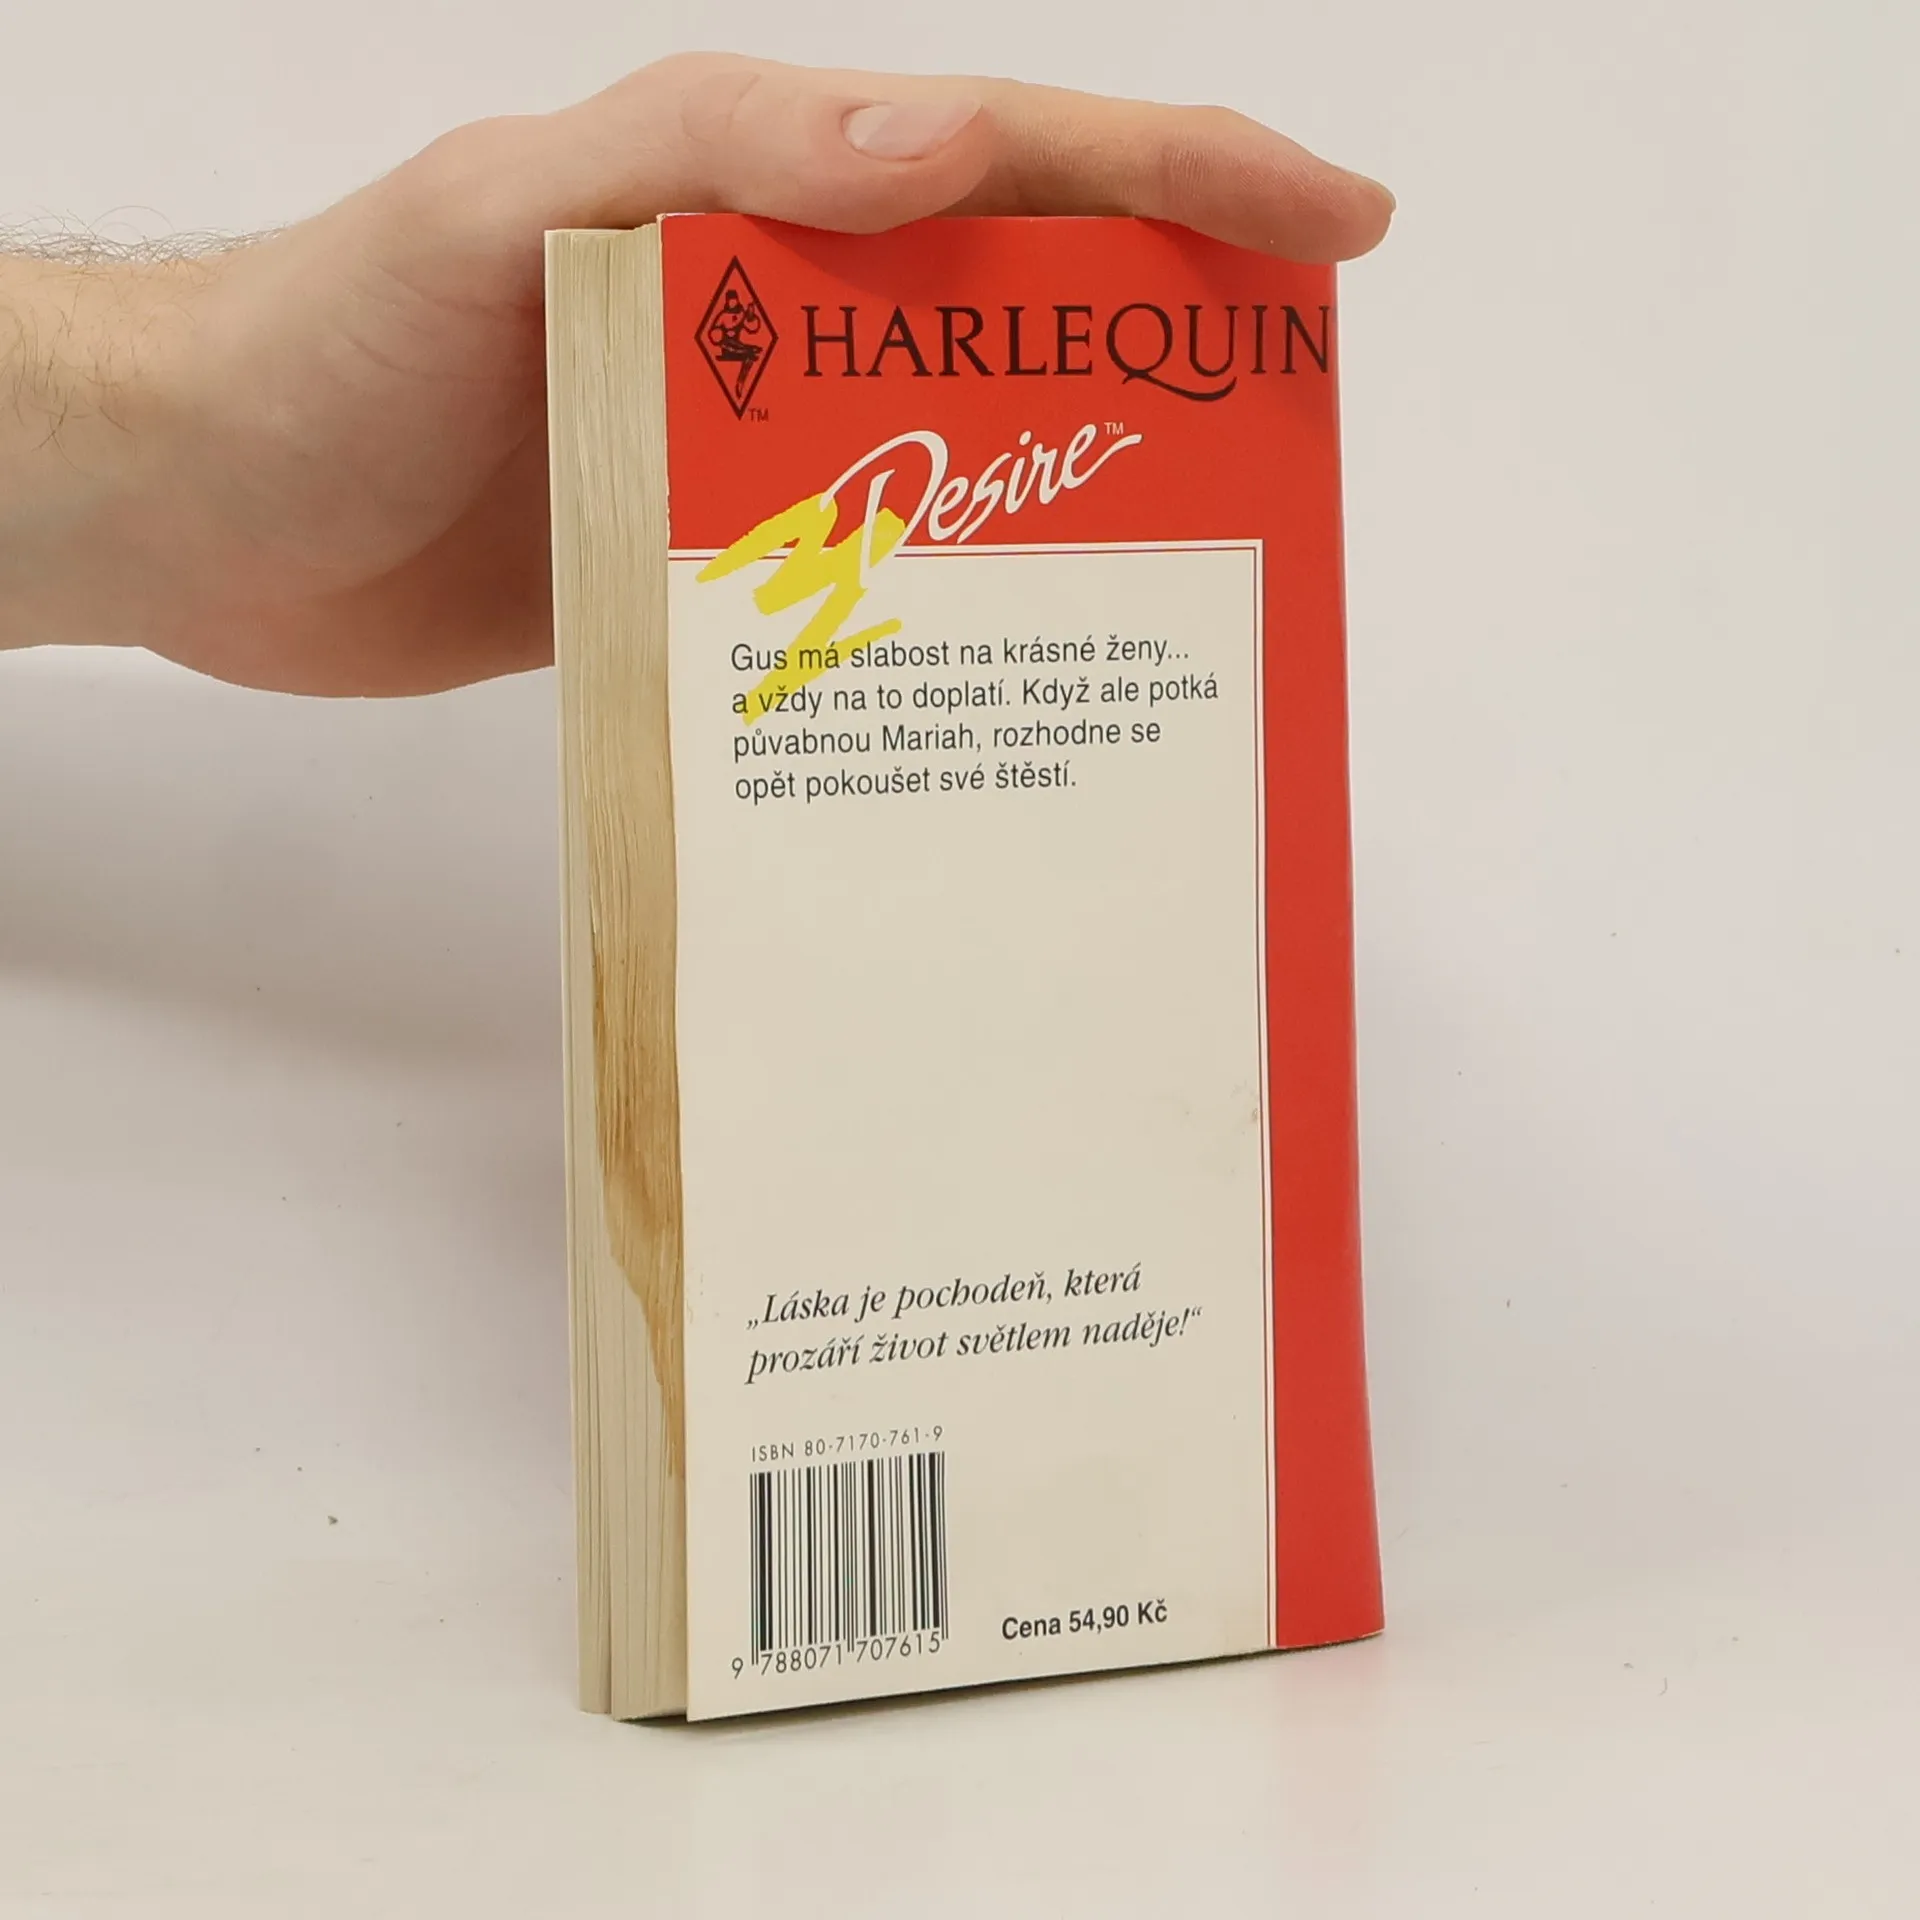 HARLEQUIN
TM
Desire™
Gus má slabost na krásné ženy...
a vždy na to doplatí. Když ale potká
půvabnou Mariah, rozhodne se
opět pokoušet své štěstí.
„Láska je pochodeň, která
prozáří život světlem naděje!“
ISBN 80-7170-761-9
9 788071 707615
Cena 54,90 Kč